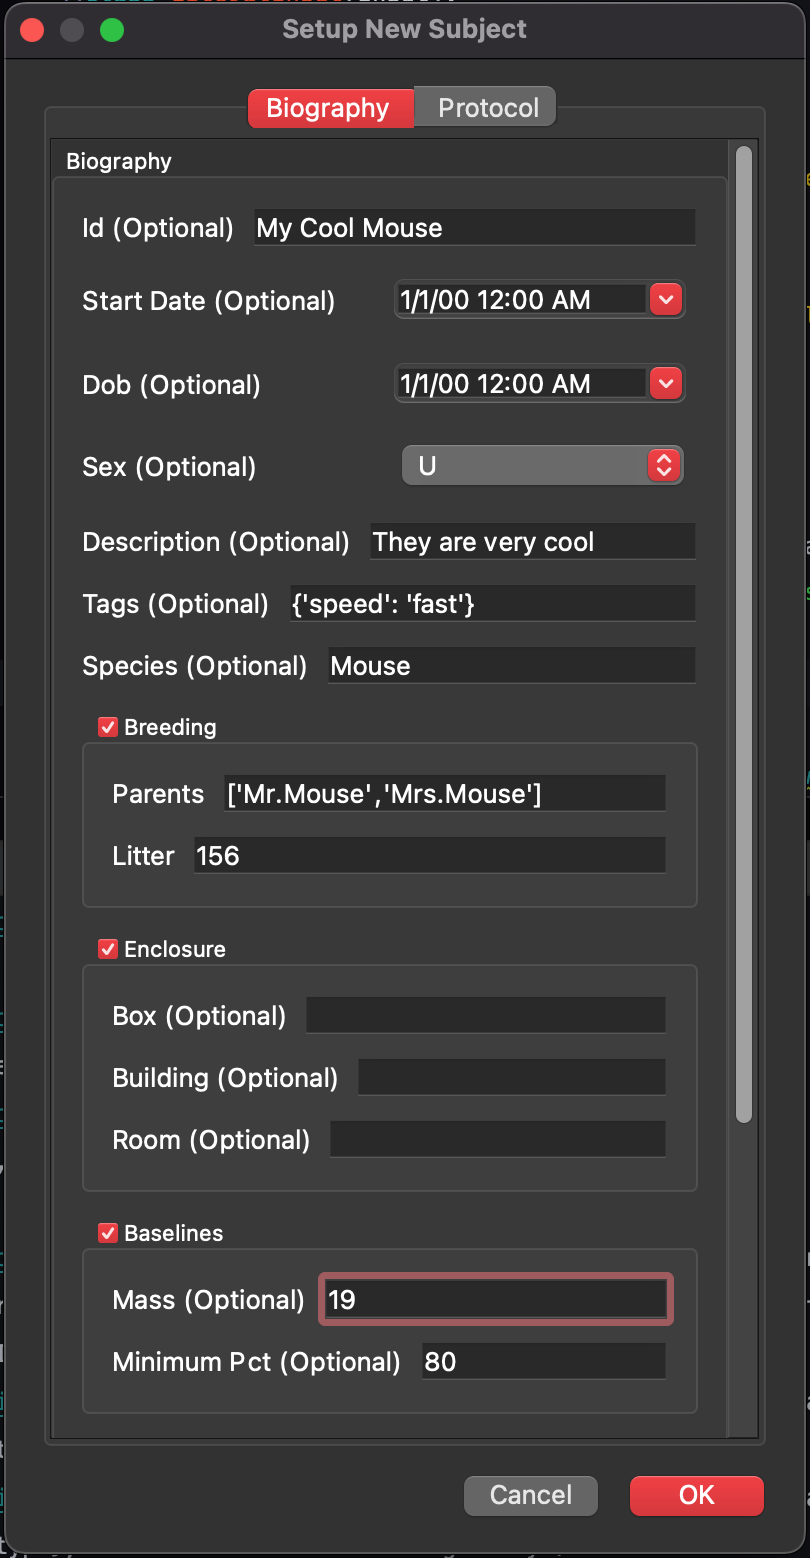 Setup New Subject
Biography Protocol
Biography
Id (Optional) My Cool Mouse
Start Date (Optional) 1/1/00 12:00 AM
Dob (Optional) 1/1/00 12:00 AM
Sex (Optional) U
Description (Optional) They are very cool
Tags (Optional) {'speed': 'fast'}
Species (Optional) Mouse
Breeding
Parents ['Mr.Mouse','Mrs.Mouse']
Litter 156
Enclosure
Box (Optional)
Building (Optional)
Room (Optional)
Baselines
Mass (Optional) 19
Minimum Pct (Optional) 80
Cancel OK